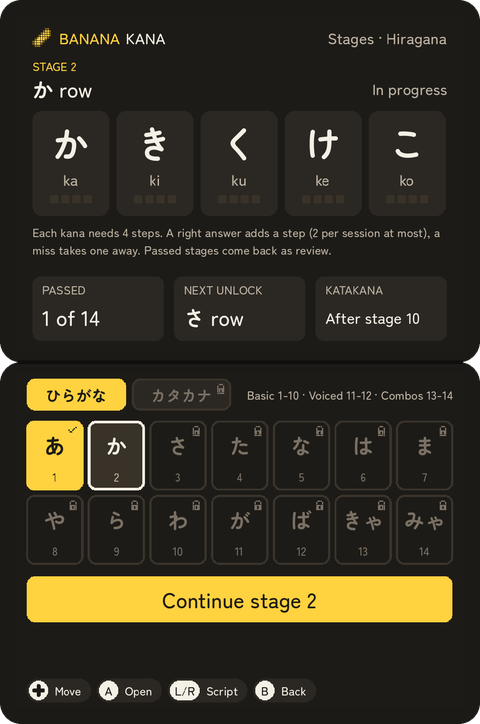 BANANA KANA
Stages · Hiragana
STAGE 2
か row
In progress
か き く け こ
ka ki ku ke ko
Each kana needs 4 steps. A right answer adds a step (2 per session at most), a
miss takes one away. Passed stages come back as review.
PASSED
1 of 14
NEXT UNLOCK
さ row
KATAKANA
After stage 10
ひらがな
カタカナ
Basic 1-10 · Voiced 11-12 · Combos 13-14
あ か さ た な は ま
1 2 3 4 5 6 7
や ら わ が ば きゃ みゃ
8 9 10 11 12 13 14
Continue stage 2
Move
A Open
L/R Script
B Back